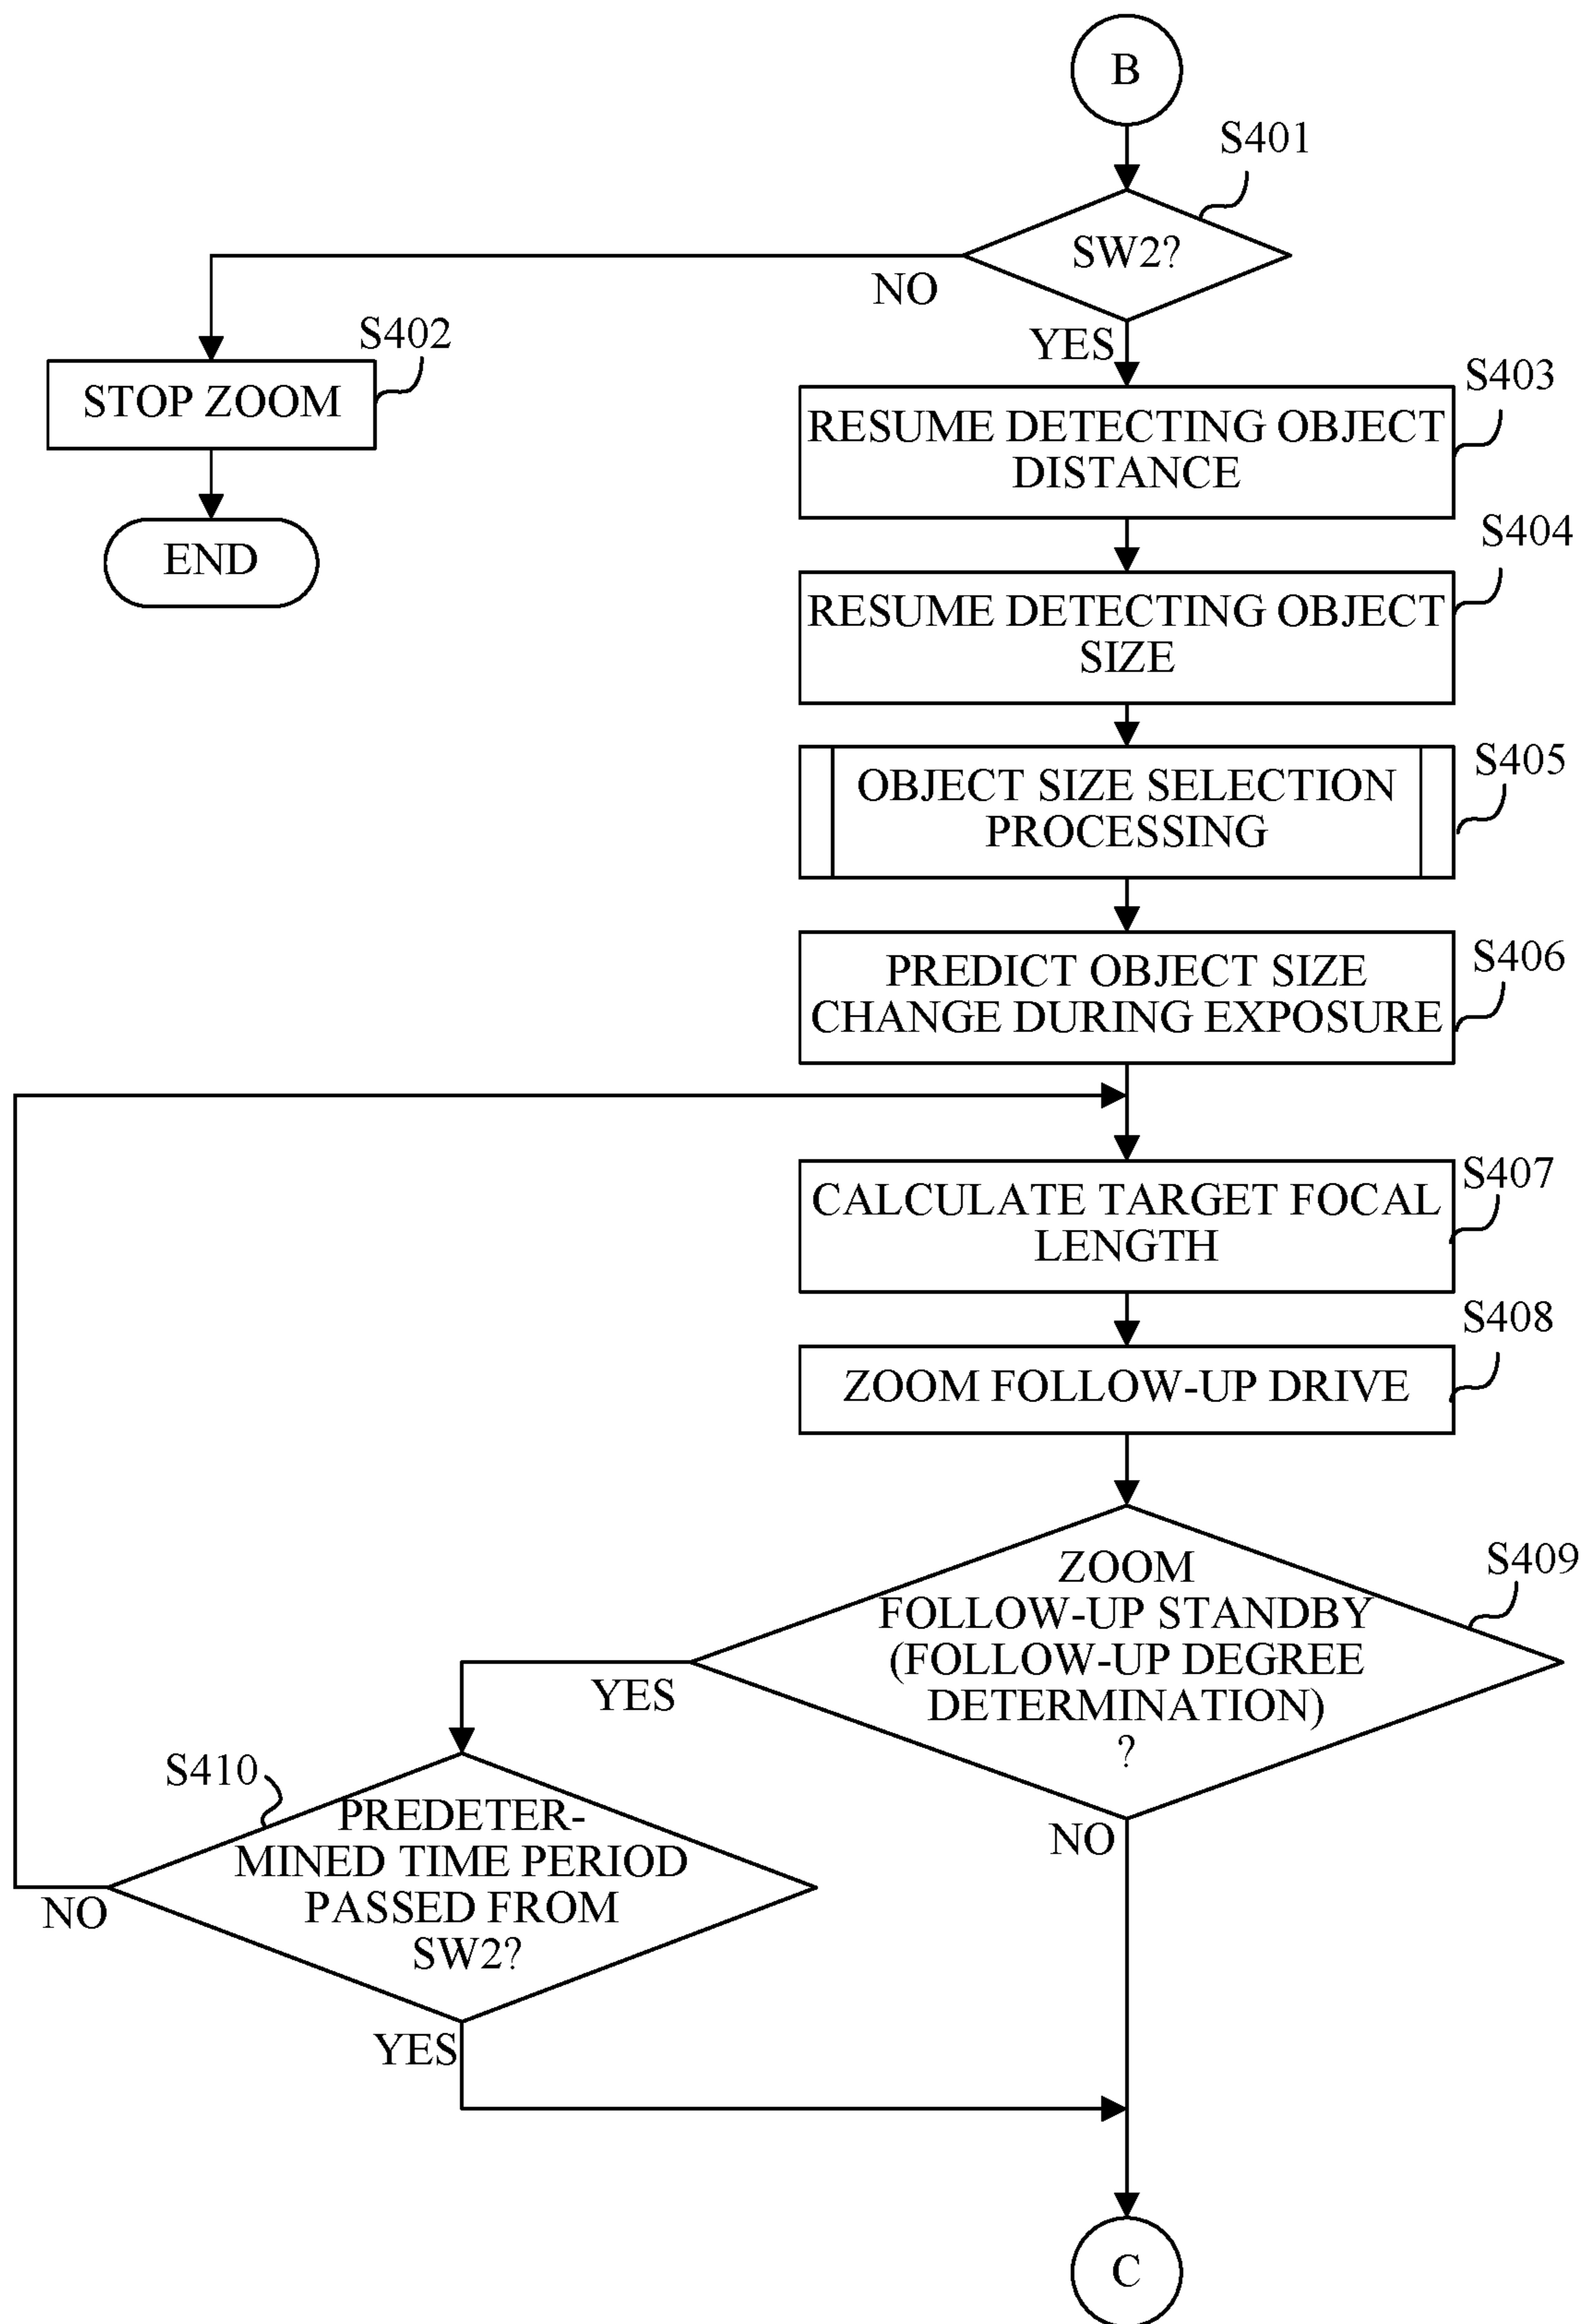 B
S401
SW2?
NO
YES
S402
STOP ZOOM
END
S403
RESUME DETECTING OBJECT
DISTANCE
S404
RESUME DETECTING OBJECT
SIZE
S405
OBJECT SIZE SELECTION
PROCESSING
S406
PREDICT OBJECT SIZE
CHANGE DURING EXPOSURE
S407
CALCULATE TARGET FOCAL
LENGTH
S408
ZOOM FOLLOW-UP DRIVE
S409
ZOOM
FOLLOW-UP STANDBY
(FOLLOW-UP DEGREE
DETERMINATION)
?
YES
NO
S410
PREDETER-
MINED TIME PERIOD
PASSED FROM
SW2?
NO
YES
C